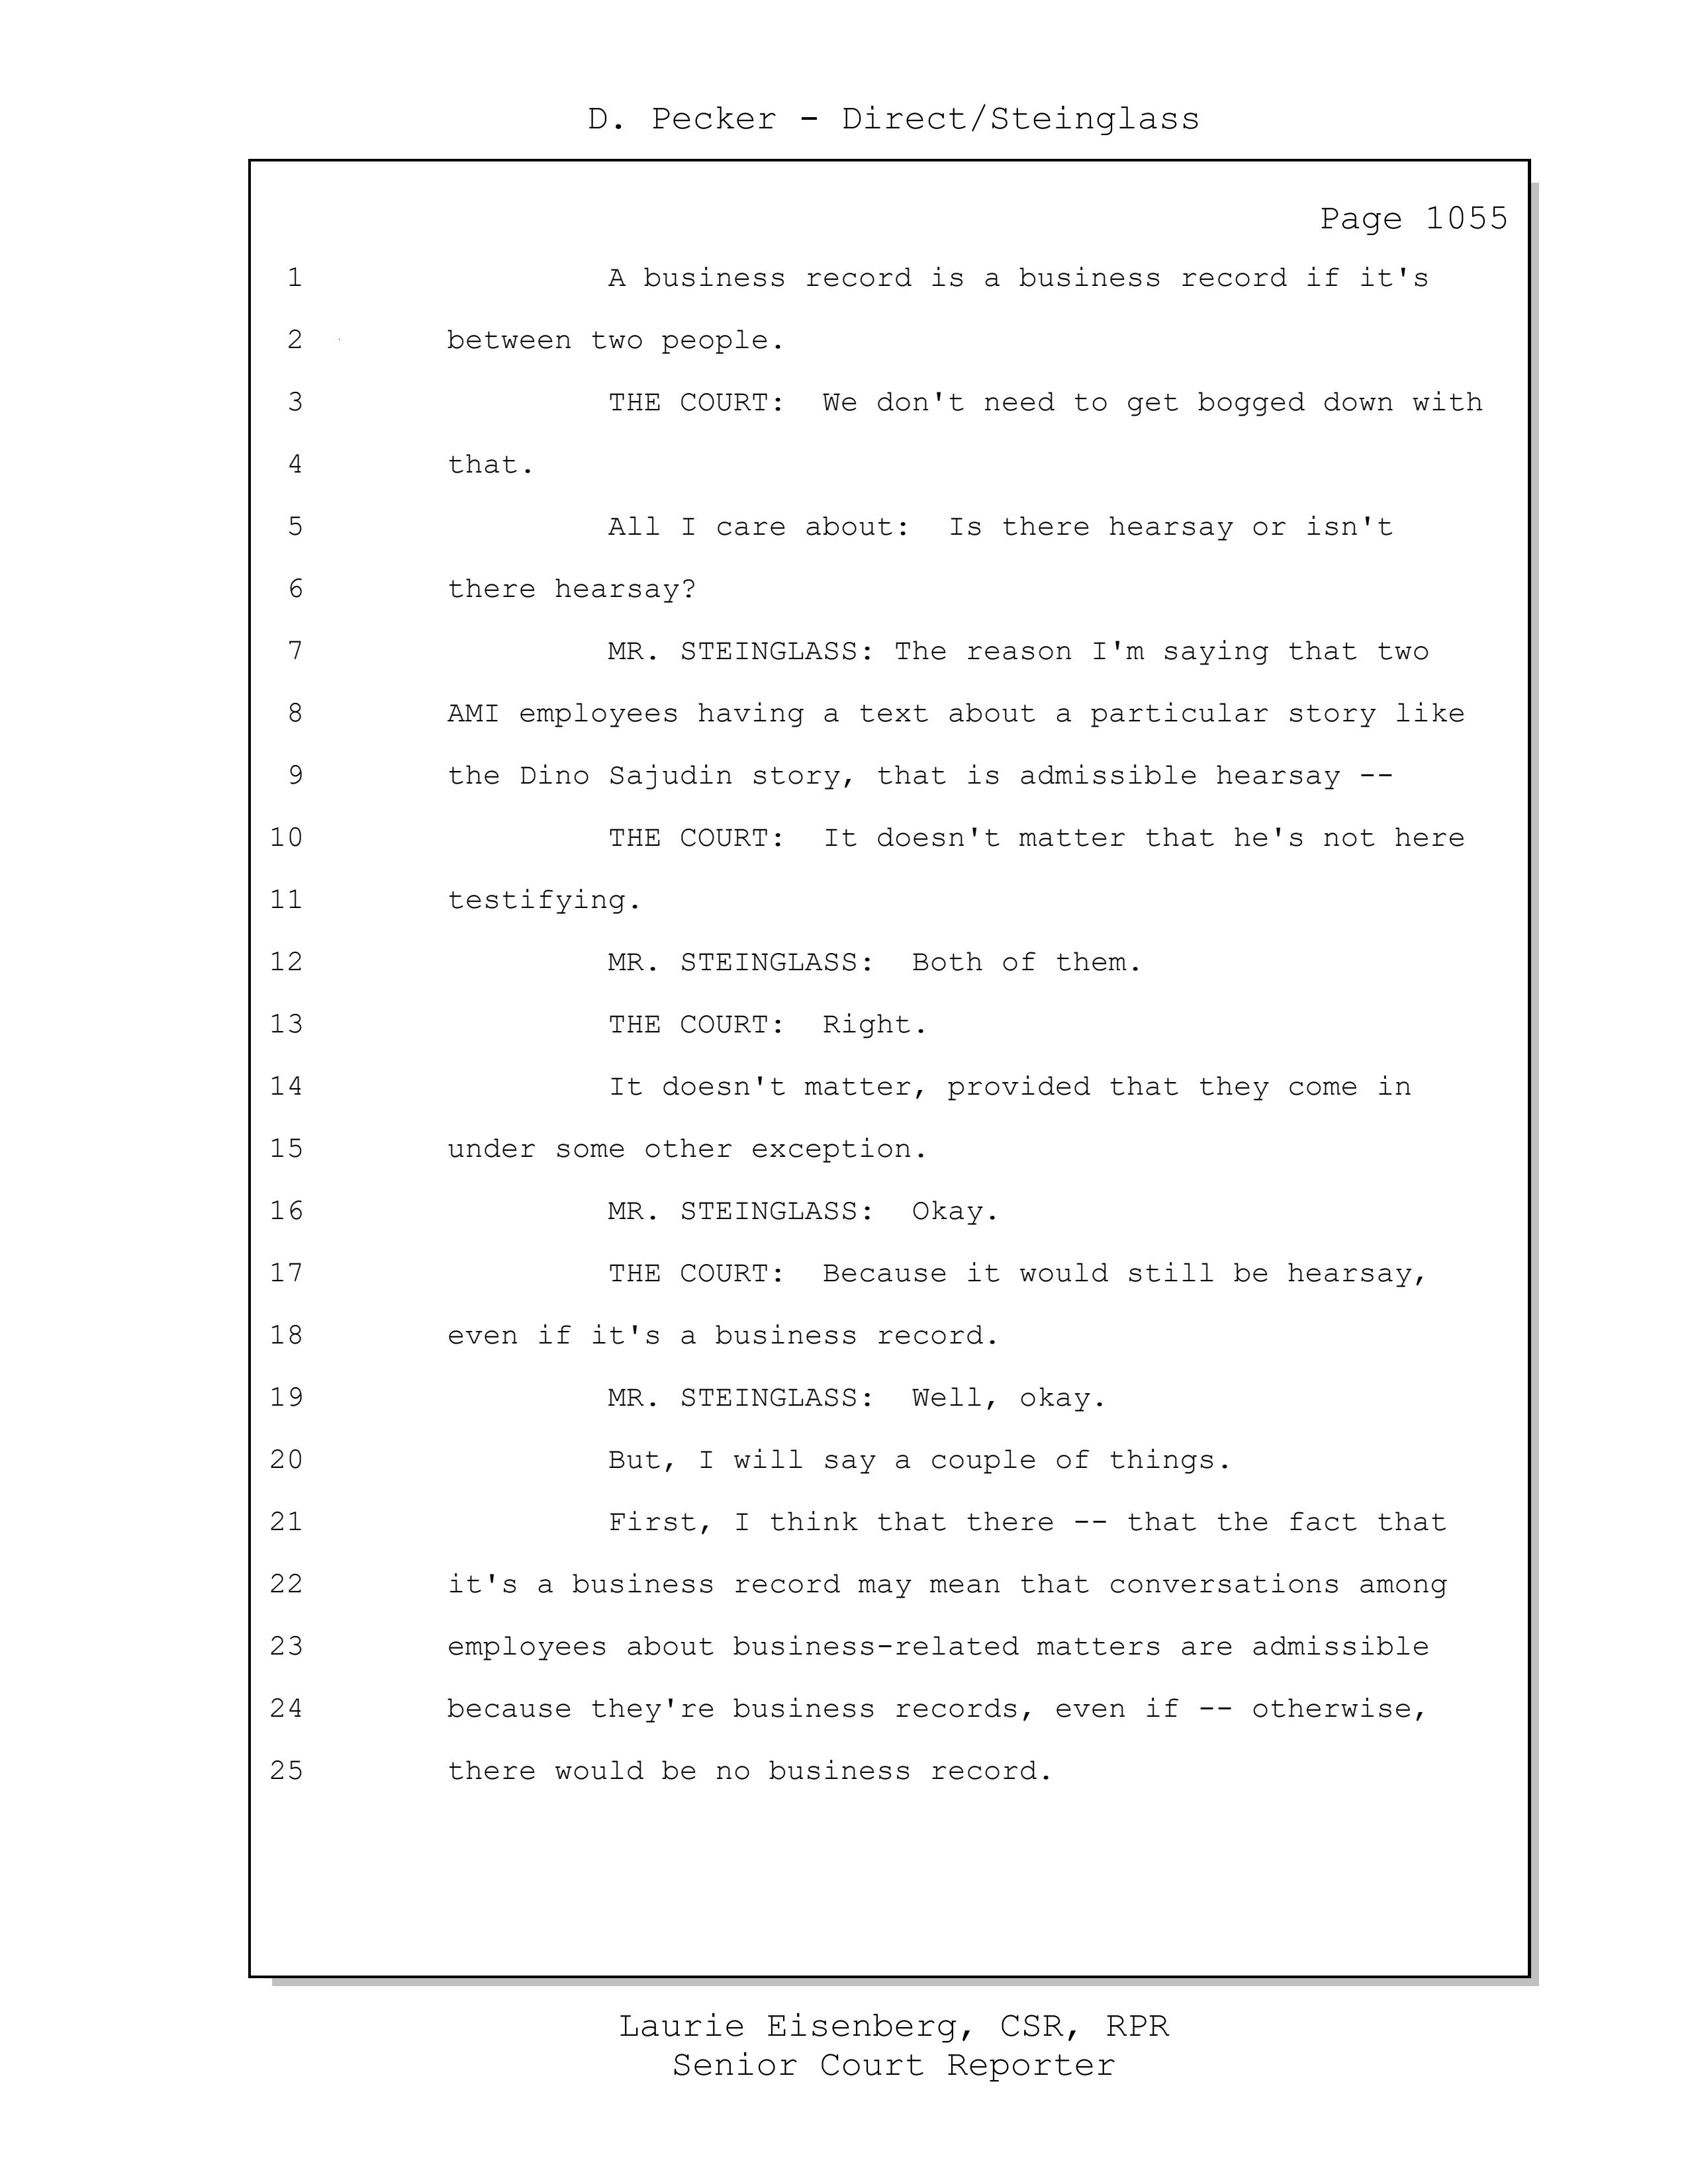 D. Pecker - Direct/Steinglass
Page 1055
1 A business record is a business record if it's
2 between two people.
3 THE COURT: We don't need to get bogged down with
4 that.
5 All I care about: Is there hearsay or isn't
6 there hearsay?
7 MR. STEINGLASS: The reason I'm saying that two
8 AMI employees having a text about a particular story like
9 the Dino Sajudin story, that is admissible hearsay --
10 THE COURT: It doesn't matter that he's not here
11 testifying.
12 MR. STEINGLASS: Both of them.
13 THE COURT: Right.
14 It doesn't matter, provided that they come in
15 under some other exception.
16 MR. STEINGLASS: Okay.
17 THE COURT: Because it would still be hearsay,
18 even if it's a business record.
19 MR. STEINGLASS: Well, okay.
20 But, I will say a couple of things.
21 First, I think that there -- that the fact that
22 it's a business record may mean that conversations among
23 employees about business-related matters are admissible
24 because they're business records, even if -- otherwise,
25 there would be no business record.
Laurie Eisenberg, CSR, RPR
Senior Court Reporter